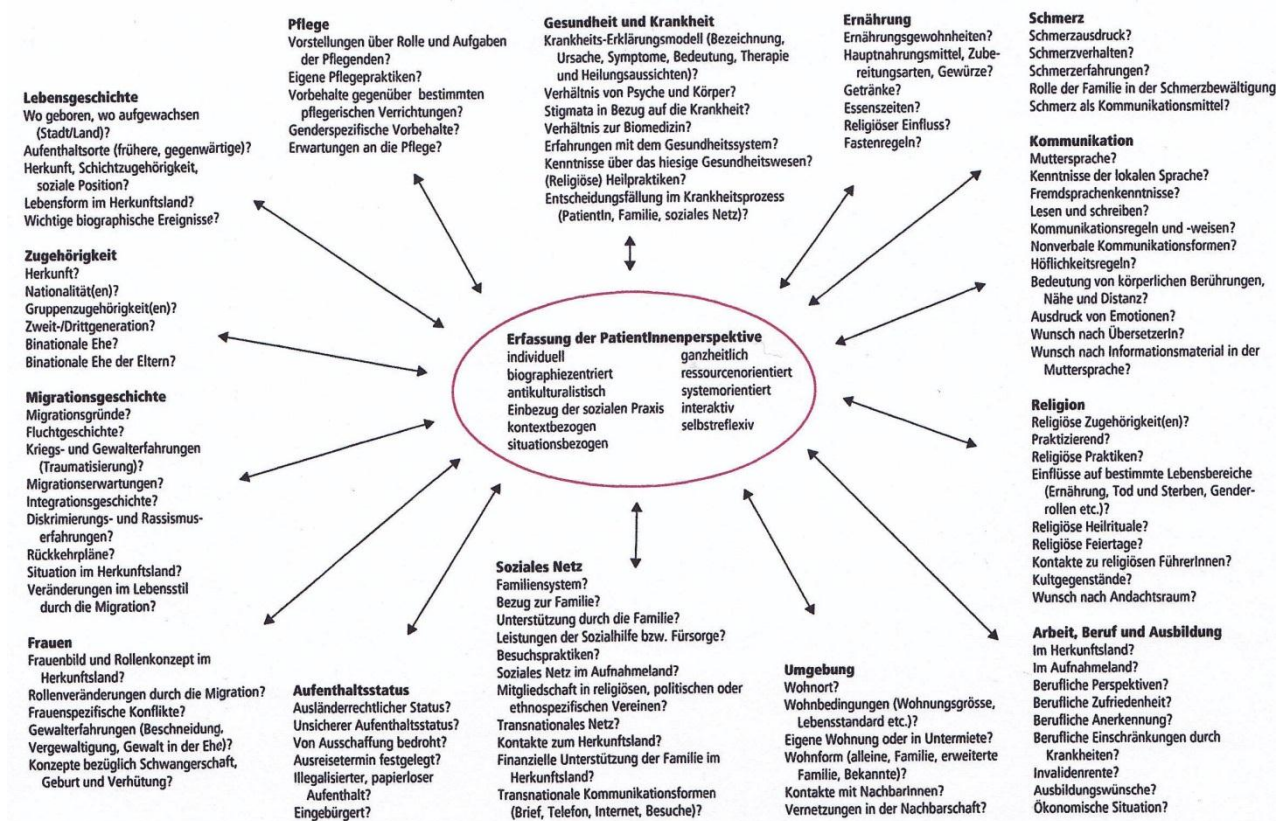 Pflege
Vorstellungen über Rolle und Aufgaben
der Pflegenden?
Eigene Pflegepraktiken?
Vorbehalte gegenüber bestimmten
pflegerischen Verrichtungen?
Genderspezifische Vorbehalte?
Erwartungen an die Pflege?
Gesundheit und Krankheit
Krankheits-Erklärungsmodell (Bezeichnung,
Ursache, Symptome, Bedeutung, Therapie
und Heilungsaussichten)?
Verhältnis von Psyche und Körper?
Stigmata in Bezug auf die Krankheit?
Verhältnis zur Biomedizin?
Erfahrungen mit dem Gesundheitssystem?
Kenntnisse über das hiesige Gesundheitswesen?
(Religiöse) Heilpraktiken?
Entscheidungsfällung im Krankheitsprozess
(PatientIn, Familie, soziales Netz)?
Ernährung
Ernährungsgewohnheiten?
Hauptnahrungsmittel, Zube-
reitungsarten, Gewürze?
Getränke?
Essenszeiten?
Religiöser Einfluss?
Fastenregeln?
Schmerz
Schmerzausdruck?
Schmerzverhalten?
Schmerzerfahrungen?
Rolle der Familie in der Schmerzbewältigung
Schmerz als Kommunikationsmittel?
Lebensgeschichte
Wo geboren, wo aufgewachsen
(Stadt/Land)?
Aufenthaltsorte (frühere, gegenwärtige)?
Herkunft, Schichtzugehörigkeit,
soziale Position?
Lebensform im Herkunftsland?
Wichtige biographische Ereignisse?
Kommunikation
Muttersprache?
Kenntnisse der lokalen Sprache?
Fremdsprachenkenntnisse?
Lesen und schreiben?
Kommunikationsregeln und -weisen?
Nonverbale Kommunikationsformen?
Höflichkeitsregeln?
Bedeutung von körperlichen Berührungen,
Nähe und Distanz?
Ausdruck von Emotionen?
Wunsch nach ÜbersetzerIn?
Wunsch nach Informationsmaterial in der
Muttersprache?
Zugehörigkeit
Herkunft?
Nationalität(en)?
Gruppenzugehörigkeit(en)?
Zweit-/Drittgeneration?
Binationale Ehe?
Binationale Ehe der Eltern?
Erfassung der PatientInnenperspektive
individuell
biographiezentriert
antikulturalistisch
Einbezug der sozialen Praxis
kontextbezogen
situationsbezogen
ganzheitlich
ressourcenorientiert
systemorientiert
interaktiv
selbstreflexiv
Migrationsgeschichte
Migrationsgründe?
Fluchtgeschichte?
Kriegs- und Gewalterfahrungen
(Traumatisierung)?
Migrationserwartungen?
Integrationsgeschichte?
Diskriminierungs- und Rassismus-
erfahrungen?
Rückkehrpläne?
Situation im Herkunftsland?
Veränderungen im Lebensstil
durch die Migration?
Religion
Religiöse Zugehörigkeit(en)?
Praktizierend?
Religiöse Praktiken?
Einflüsse auf bestimmte Lebensbereiche
(Ernährung, Tod und Sterben, Gender-
rollen etc.)?
Religiöse Heilrituale?
Religiöse Feiertage?
Kontakte zu religiösen FührerInnen?
Kultgegenstände?
Wunsch nach Andachtsraum?
Frauen
Frauenbild und Rollenkonzept im
Herkunftsland?
Rollenveränderungen durch die Migration?
Frauenspezifische Konflikte?
Gewalterfahrungen (Beschneidung,
Vergewaltigung, Gewalt in der Ehe)?
Konzepte bezüglich Schwangerschaft,
Geburt und Verhütung?
Aufenthaltsstatus
Ausländerrechtlicher Status?
Unsicherer Aufenthaltsstatus?
Von Ausschaffung bedroht?
Ausreisetermin festgelegt?
Illegalisierter, papierloser
Aufenthalt?
Eingebürgert?
Soziales Netz
Familiensystem?
Bezug zur Familie?
Unterstützung durch die Familie?
Leistungen der Sozialhilfe bzw. Fürsorge?
Besuchspraktiken?
Soziales Netz im Aufnahmeland?
Mitgliedschaft in religiösen, politischen oder
ethnospezifischen Vereinen?
Transnationales Netz?
Kontakte zum Herkunftsland?
Finanzielle Unterstützung der Familie im
Herkunftsland?
Transnationale Kommunikationsformen
(Brief, Telefon, Internet, Besuche)?
Umgebung
Wohnort?
Wohnbedingungen (Wohnungsgrösse,
Lebensstandard etc.)?
Eigene Wohnung oder in Untermiete?
Wohnform (alleine, Familie, erweiterte
Familie, Bekannte)?
Kontakte mit NachbarInnen?
Vernetzungen in der Nachbarschaft?
Arbeit, Beruf und Ausbildung
Im Herkunftsland?
Im Aufnahmeland?
Berufliche Perspektiven?
Berufliche Zufriedenheit?
Berufliche Anerkennung?
Berufliche Einschränkungen durch
Krankheiten?
Invalidenrente?
Ausbildungswünsche?
Ökonomische Situation?